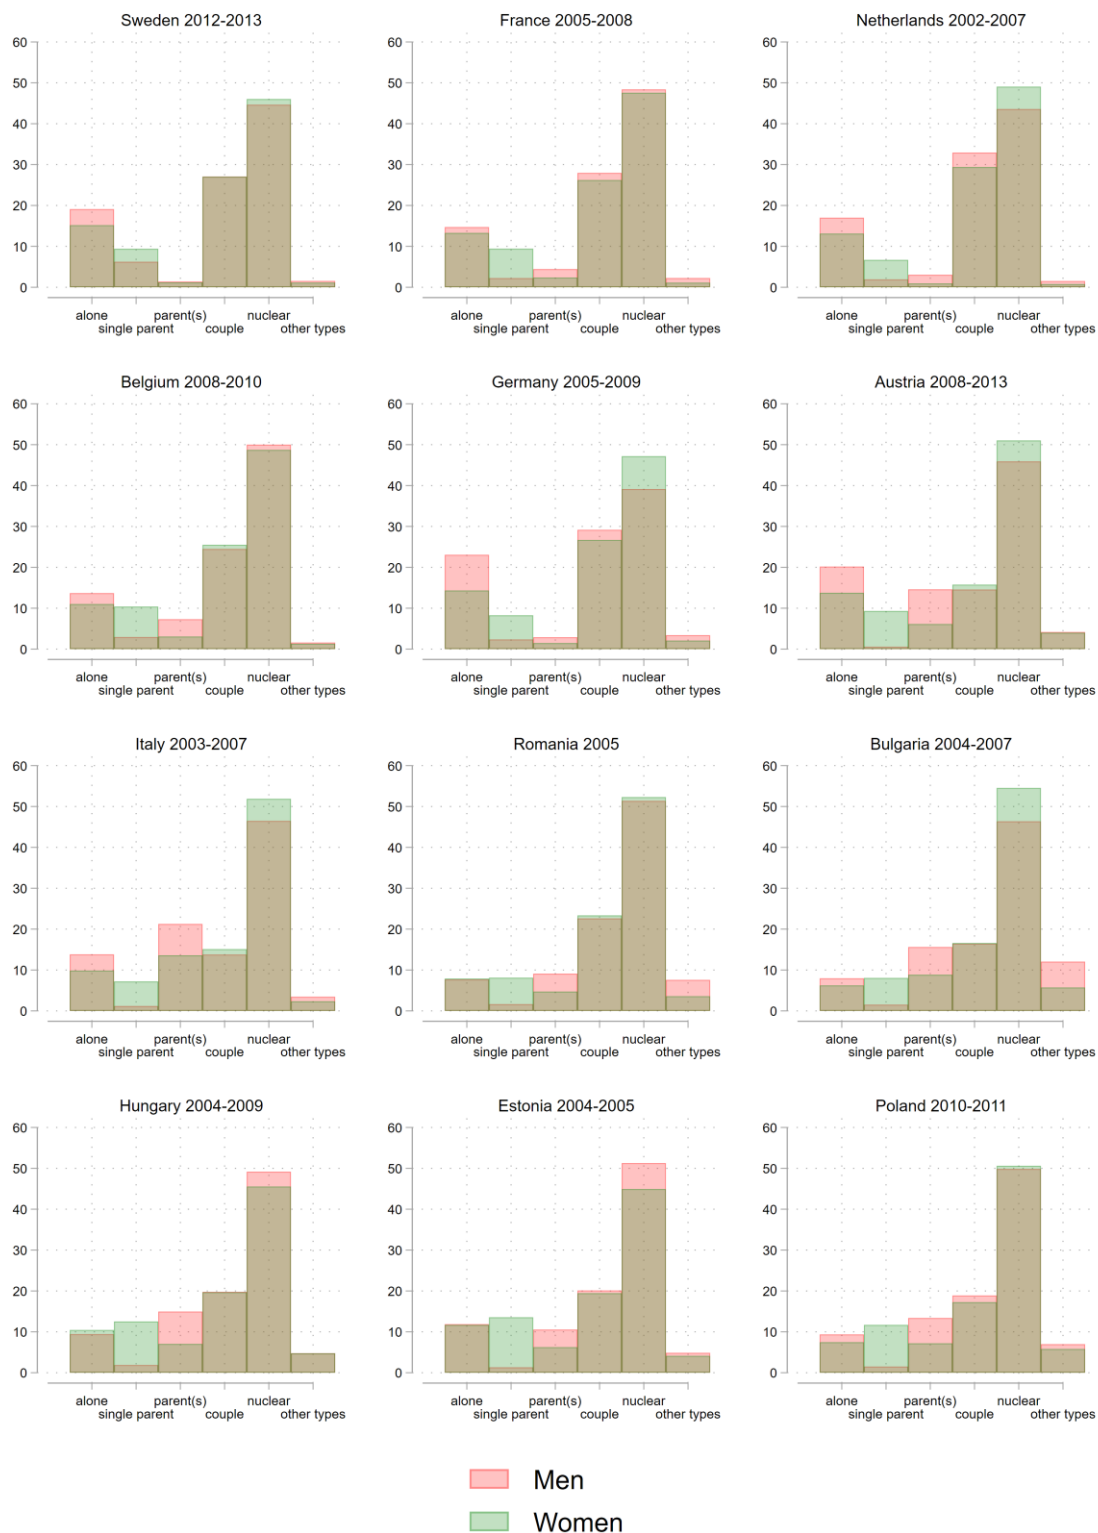 Sweden 2012-2013
60
50
40
30
20
10
0
alone parent(s) nuclear
single parent couple other types
France 2005-2008
60
50
40
30
20
10
0
alone parent(s) nuclear
single parent couple other types
Netherlands 2002-2007
60
50
40
30
20
10
0
alone parent(s) nuclear
single parent couple other types
Belgium 2008-2010
60
50
40
30
20
10
0
alone parent(s) nuclear
single parent couple other types
Germany 2005-2009
60
50
40
30
20
10
0
alone parent(s) nuclear
single parent couple other types
Austria 2008-2013
60
50
40
30
20
10
0
alone parent(s) nuclear
single parent couple other types
Italy 2003-2007
60
50
40
30
20
10
0
alone parent(s) nuclear
single parent couple other types
Romania 2005
60
50
40
30
20
10
0
alone parent(s) nuclear
single parent couple other types
Bulgaria 2004-2007
60
50
40
30
20
10
0
alone parent(s) nuclear
single parent couple other types
Hungary 2004-2009
60
50
40
30
20
10
0
alone parent(s) nuclear
single parent couple other types
Estonia 2004-2005
60
50
40
30
20
10
0
alone parent(s) nuclear
single parent couple other types
Poland 2010-2011
60
50
40
30
20
10
0
alone parent(s) nuclear
single parent couple other types
Men
Women